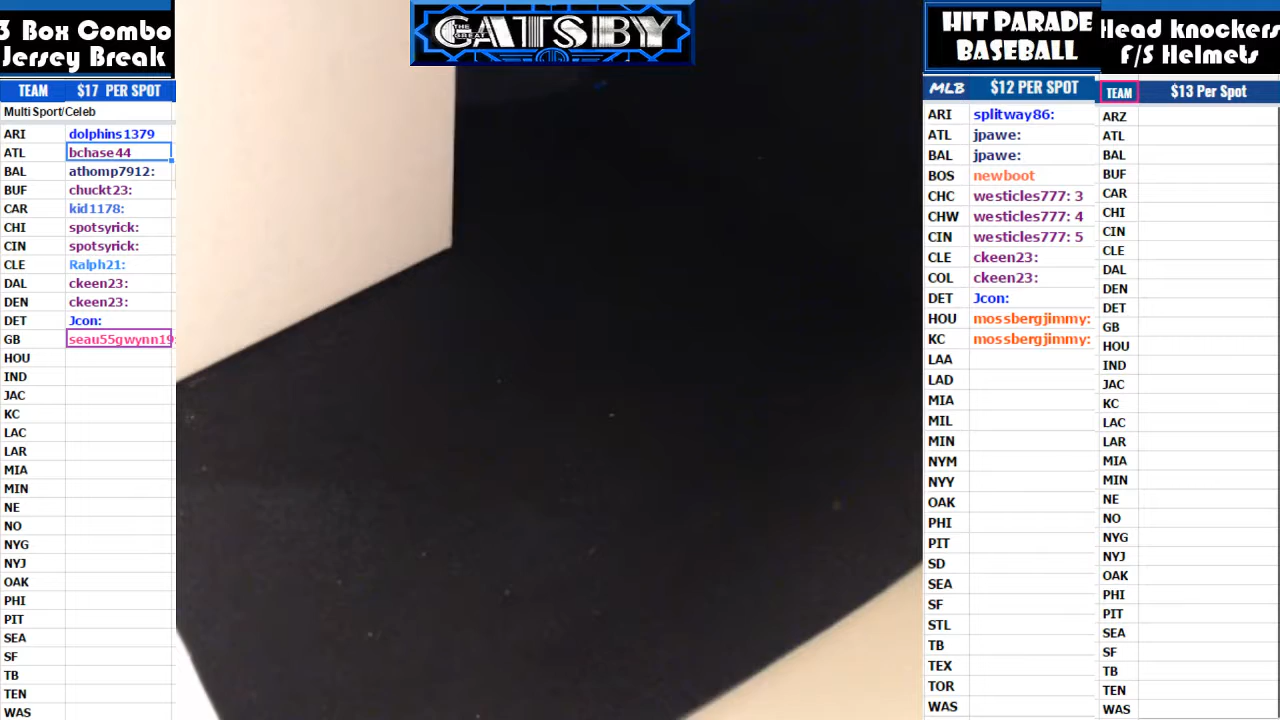 3 Box Combo
Jersey Break
TEAM $17 PER SPOT
Multi Sport/Celeb
ARI dolphins1379
ATL bchase44
BAL athomp7912:
BUF chuckt23:
CAR kid1178:
CHI spotsyrick:
CIN spotsyrick:
CLE Ralph21:
DAL ckeen23:
DEN ckeen23:
DET Jcon:
GB seau55gwynn19:
HOU
IND
JAC
KC
LAC
LAR
MIA
MIN
NE
NO
NYG
NYJ
OAK
PHI
PIT
SEA
SF
TB
TEN
WAS
THE GREAT GATSBY
HIT PARADE
BASEBALL
MLB $12 PER SPOT
ARI splitway86:
ATL jpawe:
BAL jpawe:
BOS newboot
CHC westicles777: 3
CHW westicles777: 4
CIN westicles777: 5
CLE ckeen23:
COL ckeen23:
DET Jcon:
HOU mossbergjimmy:
KC mossbergjimmy:
LAA
LAD
MIA
MIL
MIN
NYM
NYY
OAK
PHI
PIT
SD
SEA
SF
STL
TB
TEX
TOR
WAS
Head knockers
F/S Helmets
TEAM $13 Per Spot
ARZ
ATL
BAL
BUF
CAR
CHI
CIN
CLE
DAL
DEN
DET
GB
HOU
IND
JAC
KC
LAC
LAR
MIA
MIN
NE
NO
NYG
NYJ
OAK
PHI
PIT
SEA
SF
TB
TEN
WAS